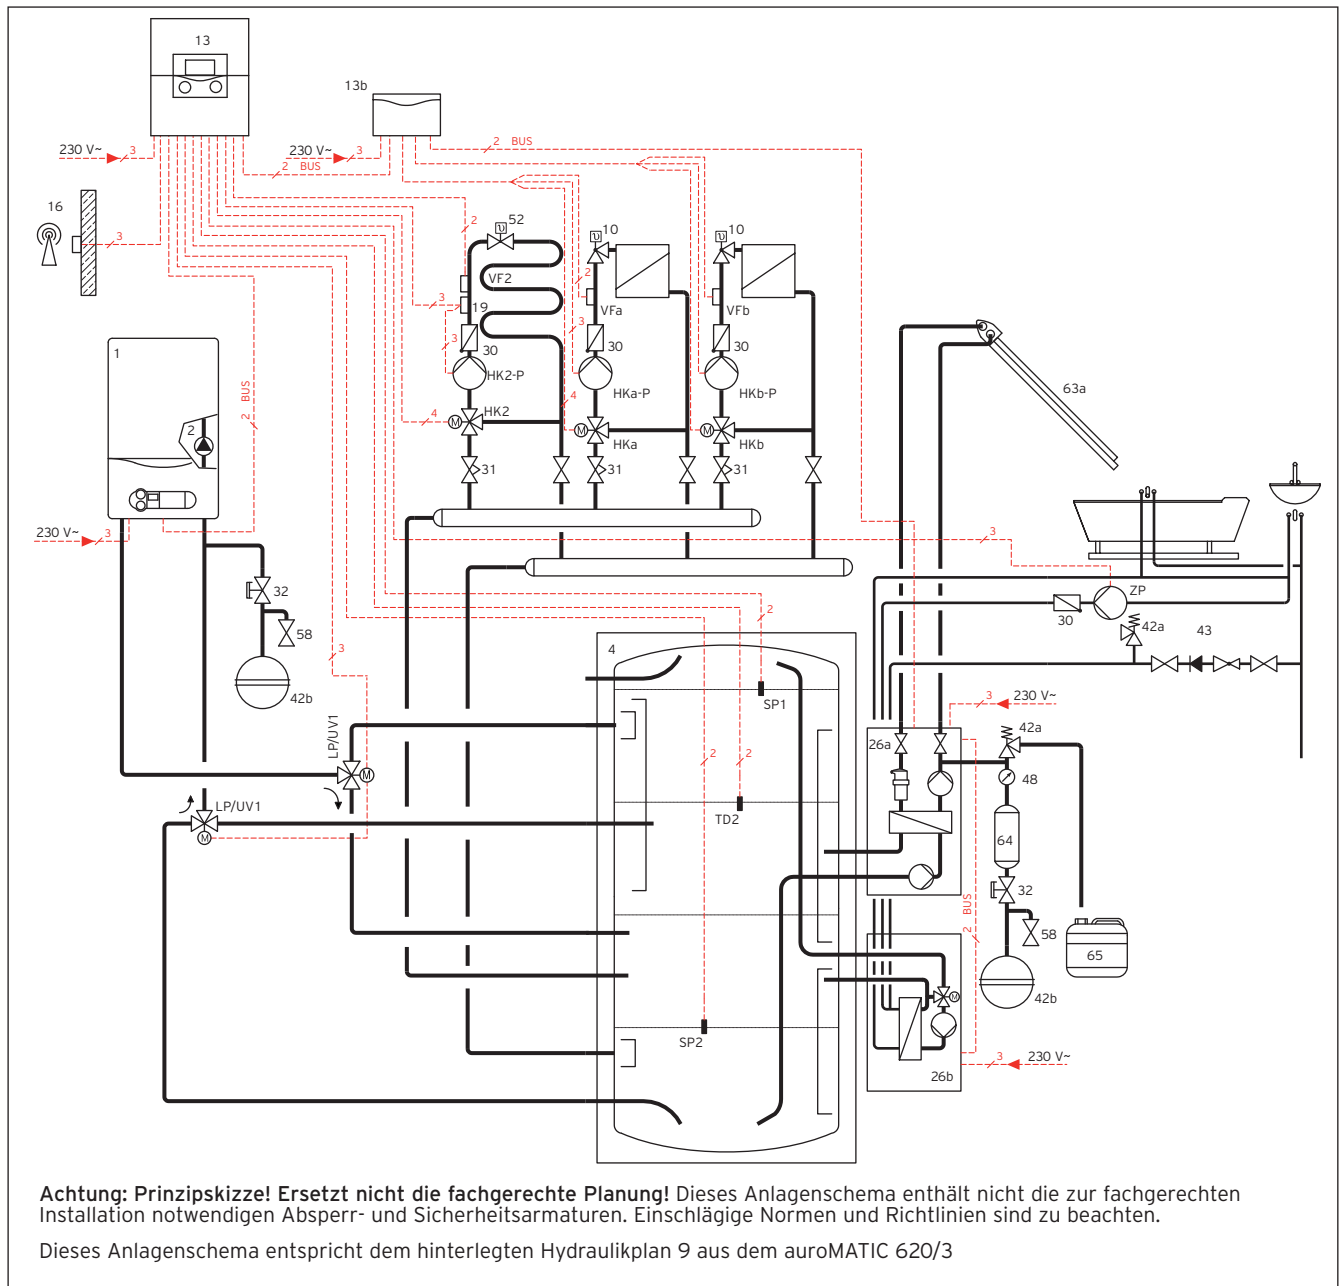 13
13b
230 V~
3
2 BUS
230 V~
3
2 BUS
16
3
2
52
10
10
VF2
2
VFa
VFb
3
19
3
3
30
30
30
HK2-P
HKa-P
HKb-P
63a
1
2 BUS
2
4
HK2
4
HKa
HKb
31
31
31
230 V~
3
3
32
58
42b
3
ZP
30
42a
43
2
4
SP1
LP/UV1
2
2
3
230 V~
26a
42a
48
LP/UV1
TD2
64
32
2 BUS
58
65
42b
SP2
3
230 V~
26b
Achtung: Prinzipskizze! Ersetzt nicht die fachgerechte Planung! Dieses Anlagenschema enthält nicht die zur fachgerechten
Installation notwendigen Absperr- und Sicherheitsarmaturen. Einschlägige Normen und Richtlinien sind zu beachten.
Dieses Anlagenschema entspricht dem hinterlegten Hydraulikplan 9 aus dem auroMATIC 620/3